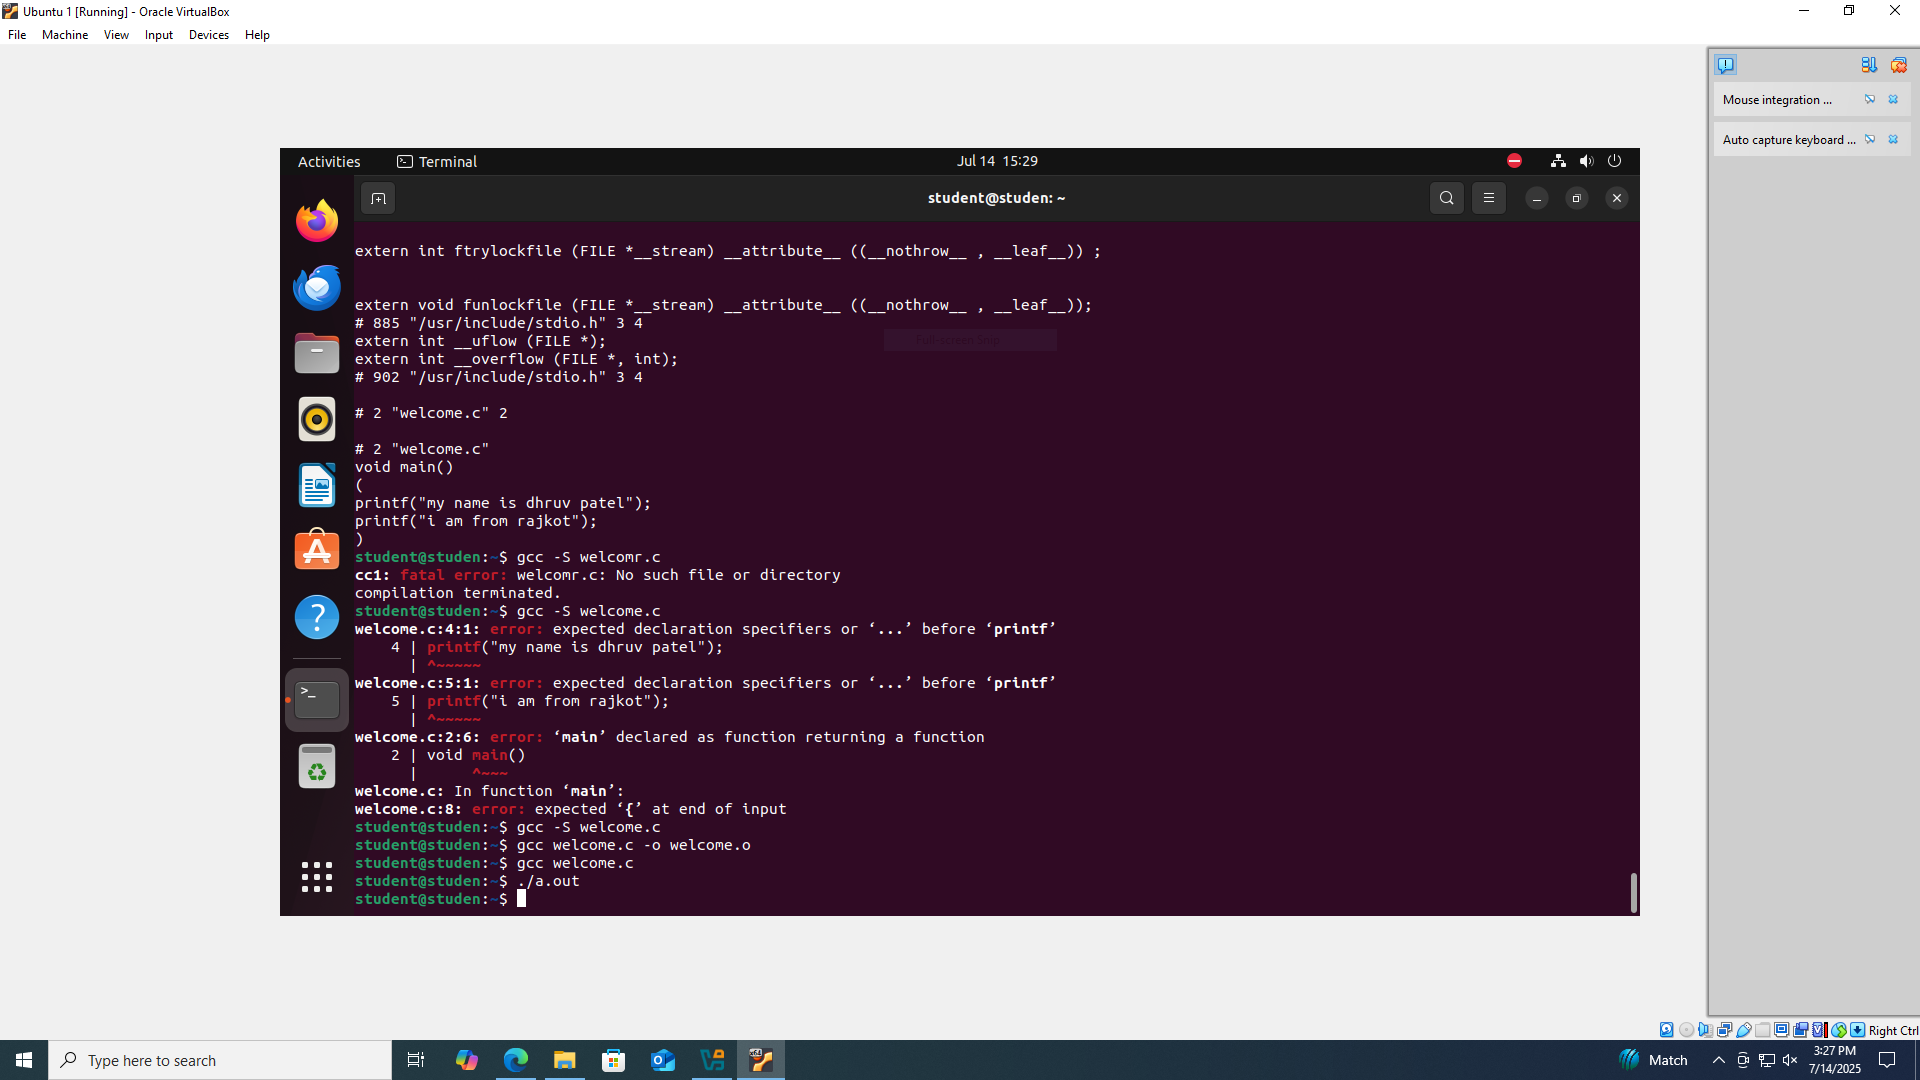 Ubuntu 1 [Running] - Oracle VirtualBox
File Machine View Input Devices Help
Mouse integration ...
Auto capture keyboard ...
Activities Terminal Jul 14 15:29
student@studen: ~
extern int ftrylockfile (FILE *__stream) __attribute__ ((__nothrow__ , __leaf__)) ;
extern void funlockfile (FILE *__stream) __attribute__ ((__nothrow__ , __leaf__));
# 885 "/usr/include/stdio.h" 3 4
extern int __uflow (FILE *);
extern int __overflow (FILE *, int);
# 902 "/usr/include/stdio.h" 3 4
# 2 "welcome.c" 2
# 2 "welcome.c"
void main()
(
printf("my name is dhruv patel");
printf("i am from rajkot");
)
student@studen:~$ gcc -S welcomr.c
cc1: fatal error: welcomr.c: No such file or directory
compilation terminated.
student@studen:~$ gcc -S welcome.c
welcome.c:4:1: error: expected declaration specifiers or ‘...’ before ‘printf’
4 | printf("my name is dhruv patel");
| ^~~~~~
welcome.c:5:1: error: expected declaration specifiers or ‘...’ before ‘printf’
5 | printf("i am from rajkot");
| ^~~~~~
welcome.c:2:6: error: ‘main’ declared as function returning a function
2 | void main()
| ^~~~
welcome.c: In function ‘main’:
welcome.c:8: error: expected ‘{’ at end of input
student@studen:~$ gcc -S welcome.c
student@studen:~$ gcc welcome.c -o welcome.o
student@studen:~$ gcc welcome.c
student@studen:~$ ./a.out
student@studen:~$
Right Ctrl
Type here to search
Match
3:27 PM
7/14/2025